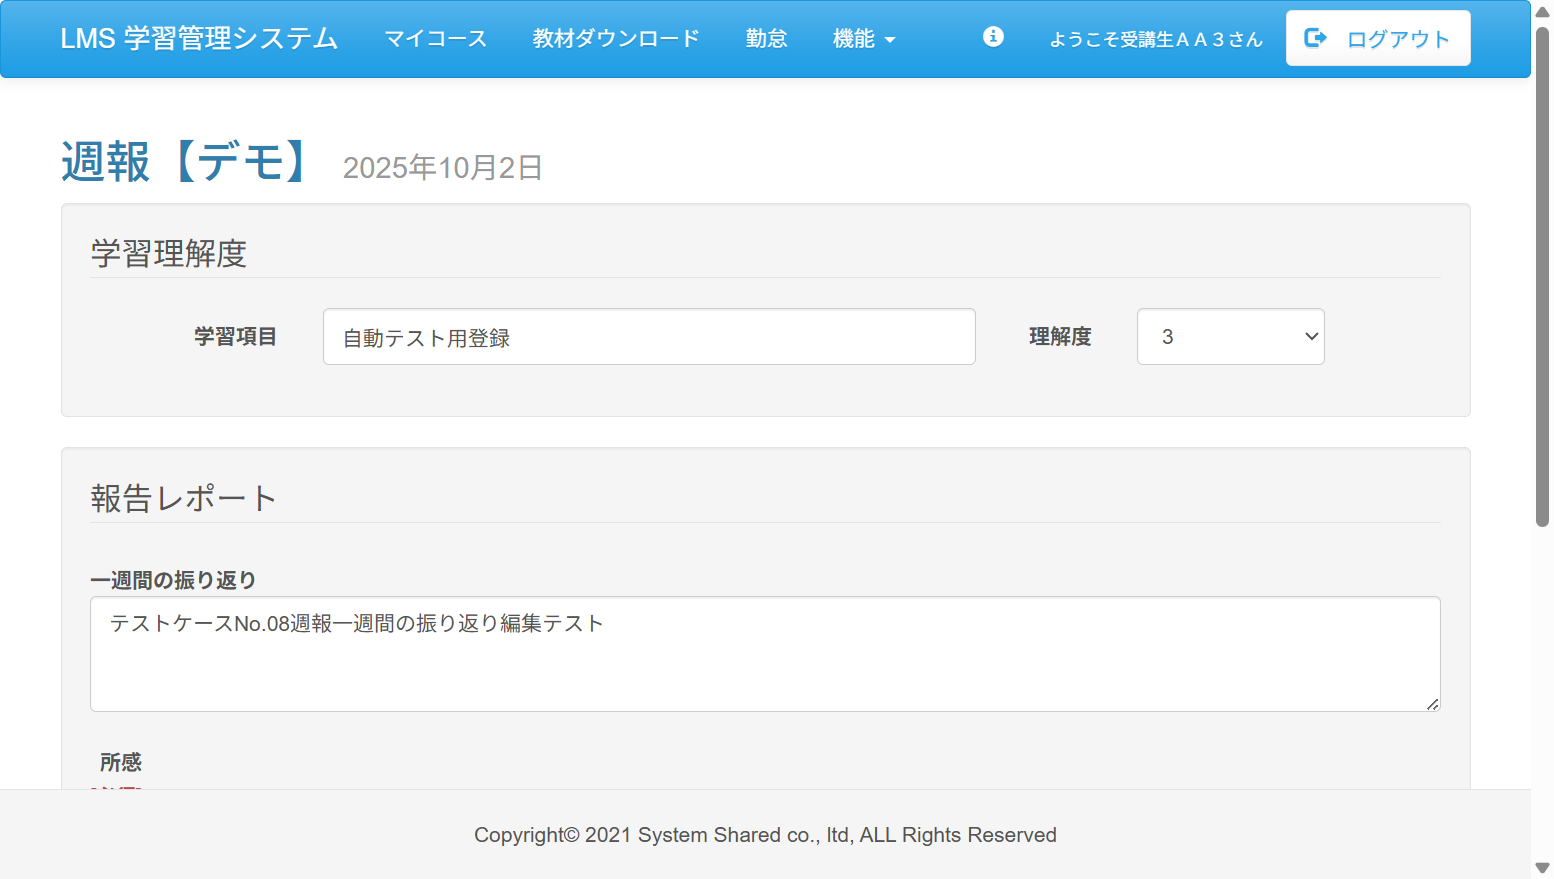 LMS 学習管理システム マイコース 教材ダウンロード 勤怠 機能 ようこそ受講生ＡＡ３さん ログアウト
週報【デモ】 2025年10月2日
学習理解度
学習項目 自動テスト用登録 理解度 3
報告レポート
一週間の振り返り
テストケースNo.08週報一週間の振り返り編集テスト
所感
Copyright© 2021 System Shared co., ltd, ALL Rights Reserved